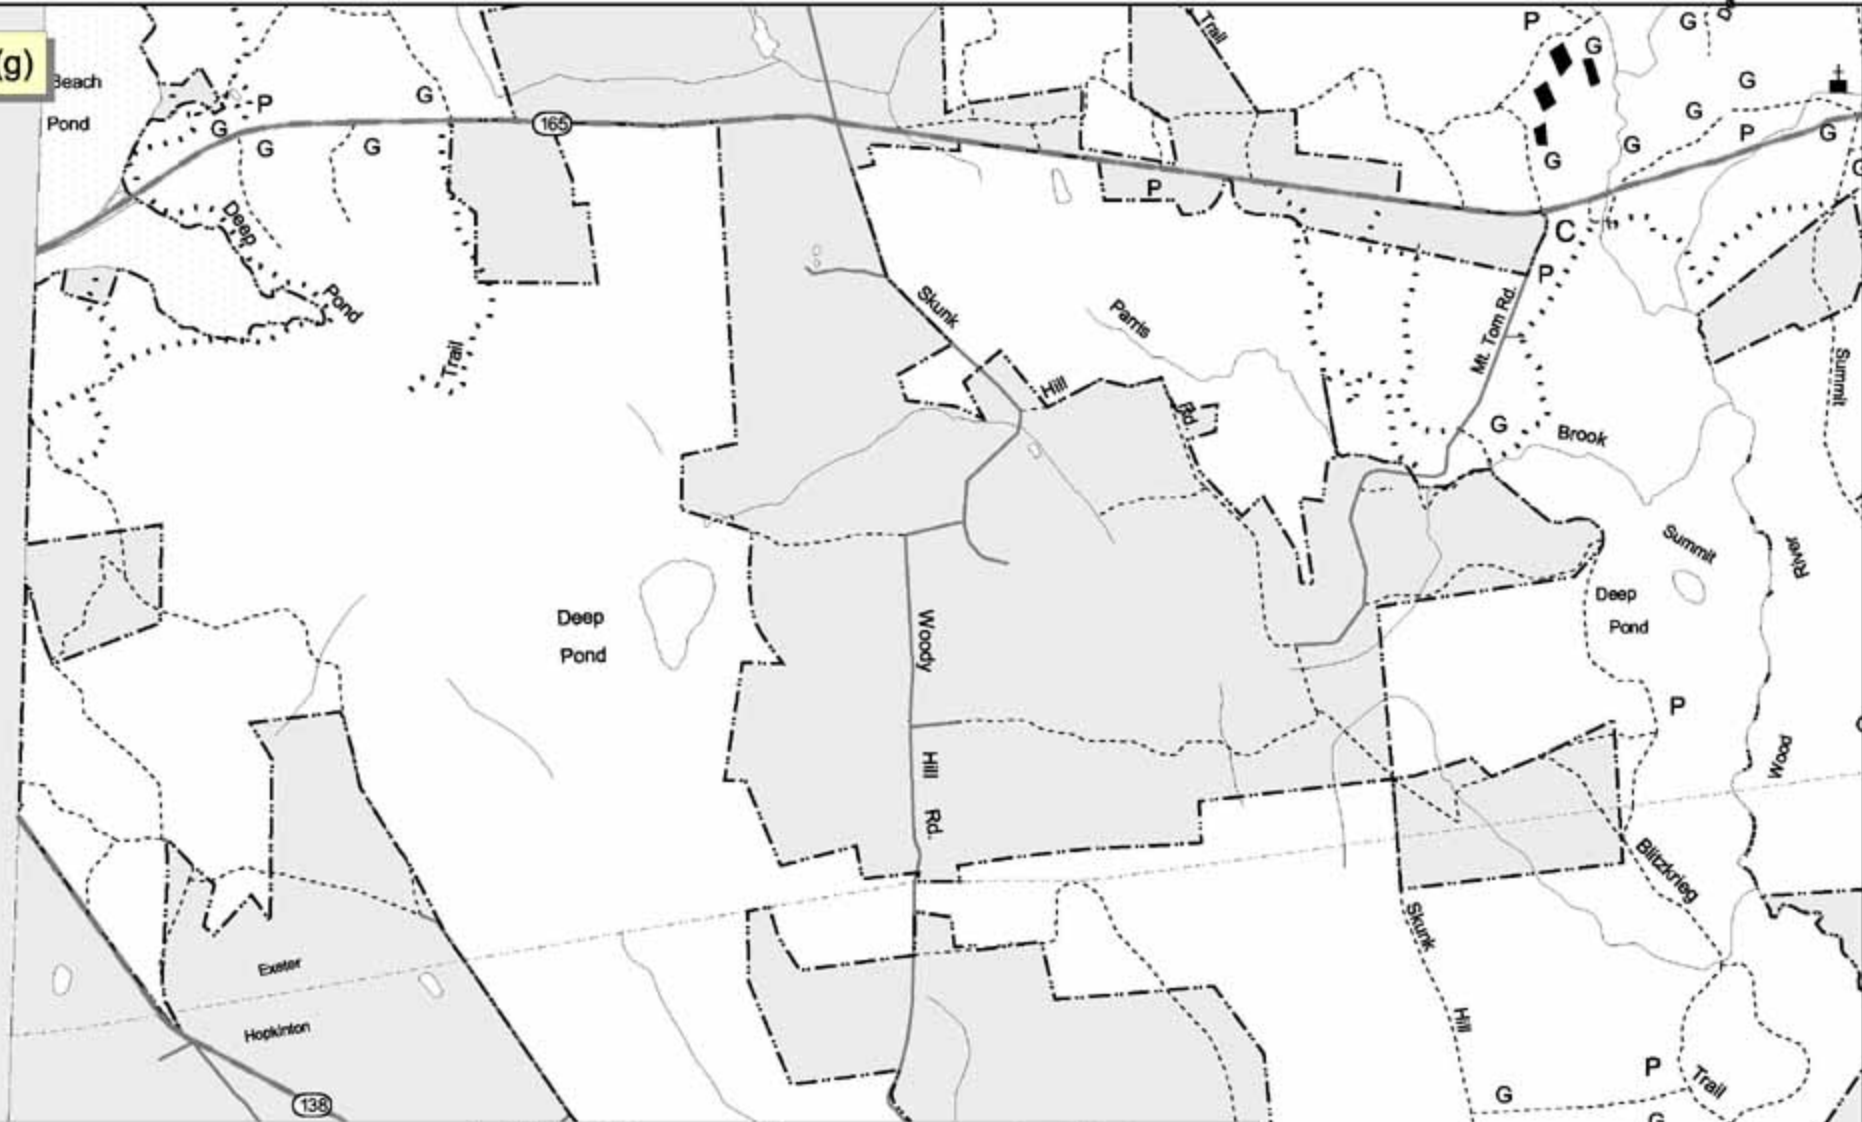 (g)
Beach
Pond
P
G
G
G
G
165
Trail
P
G
G
G
G
P
G
G
G
P
C
P
Deep
Pond
Trail
Skunk
Hill
Rd.
Parris
Mt. Tom Rd.
G
Brook
Summit
Summit
Deep
Pond
River
Deep
Pond
Woody
Hill
Rd.
P
Wood
Blitzkrieg
Skunk
Hill
Exeter
Hopkinton
138
P
Trail
G
G